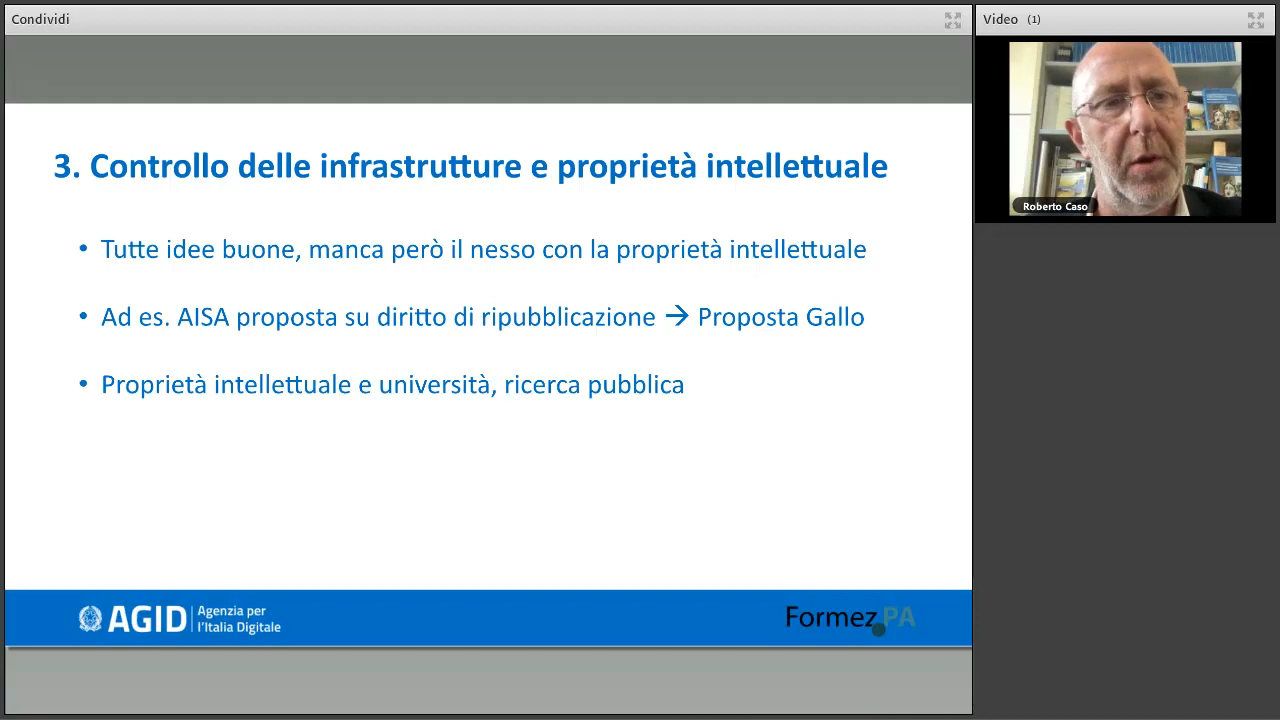 Condividi
Video (1)
Roberto Caso
3. Controllo delle infrastrutture e proprietà intellettuale
• Tutte idee buone, manca però il nesso con la proprietà intellettuale
• Ad es. AISA proposta su diritto di ripubblicazione → Proposta Gallo
• Proprietà intellettuale e università, ricerca pubblica
AGID Agenzia per
l'Italia Digitale
Formez PA